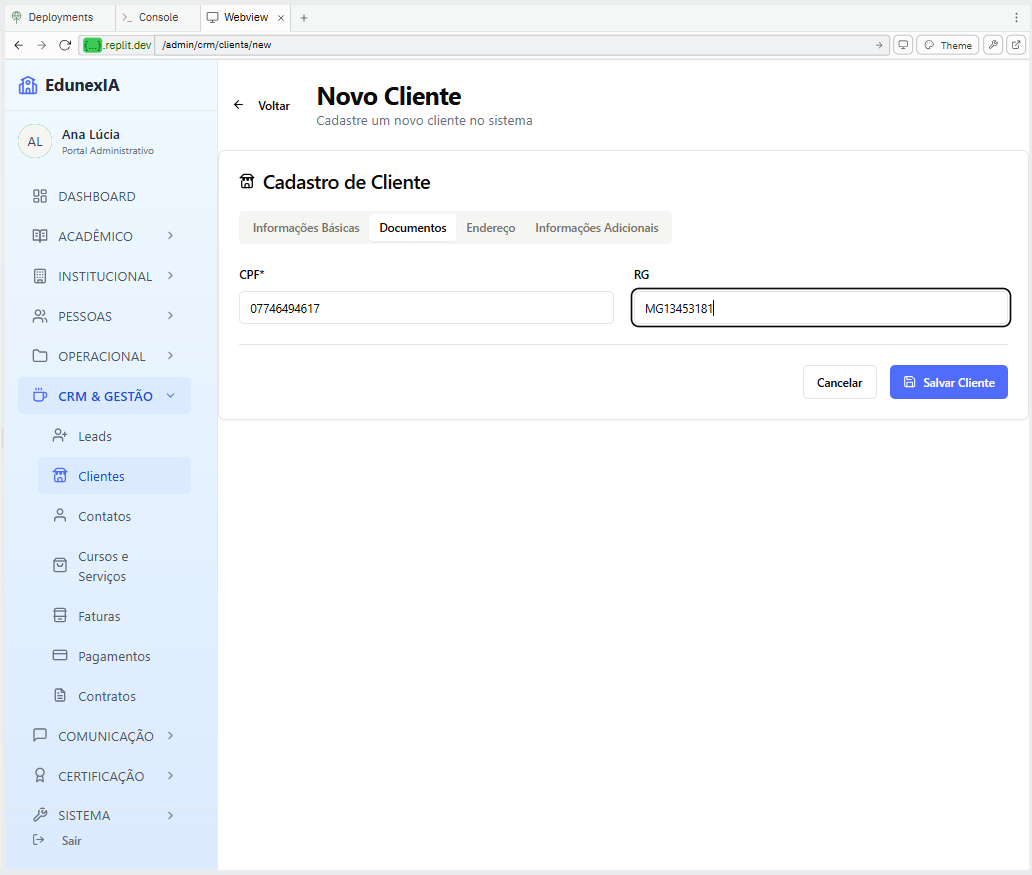 Deployments
Console
Webview
{...}.replit.dev
/admin/crm/clients/new
Theme
EdunexIA
AL
Ana Lúcia
Portal Administrativo
DASHBOARD
ACADÊMICO
INSTITUCIONAL
PESSOAS
OPERACIONAL
CRM & GESTÃO
Leads
Clientes
Contatos
Cursos e
Serviços
Faturas
Pagamentos
Contratos
COMUNICAÇÃO
CERTIFICAÇÃO
SISTEMA
Sair
Voltar
Novo Cliente
Cadastre um novo cliente no sistema
Cadastro de Cliente
Informações Básicas
Documentos
Endereço
Informações Adicionais
CPF*
07746494617
RG
MG13453181
Cancelar
Salvar Cliente